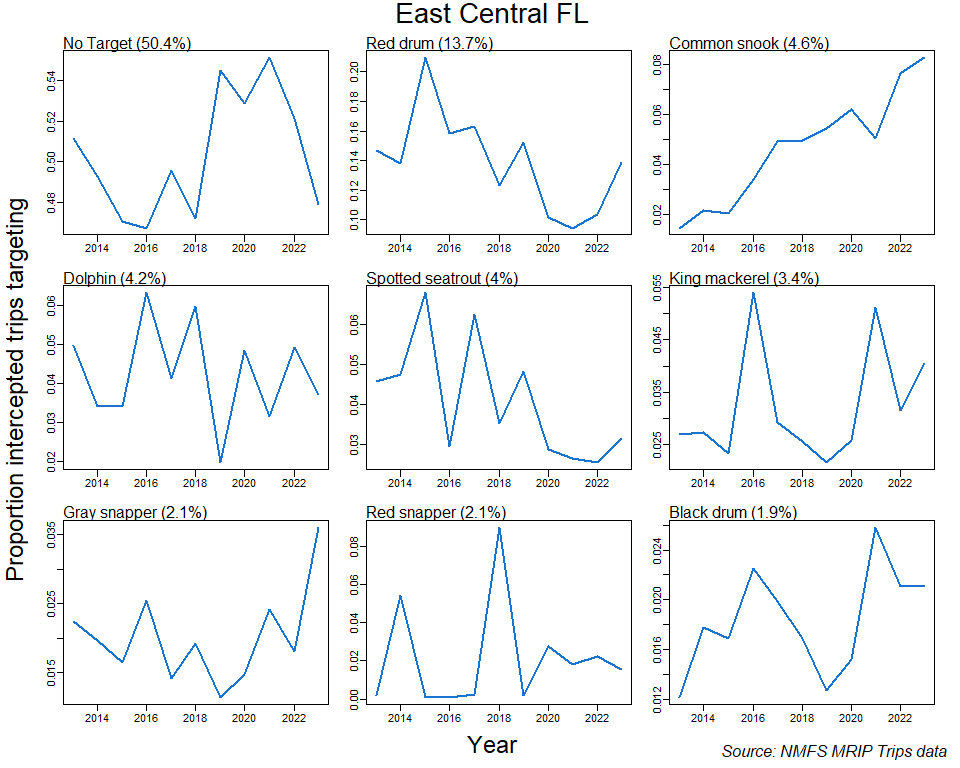 East Central FL
Proportion intercepted trips targeting
No Target (50.4%)
0.54
0.52
0.50
0.48
2014 2016 2018 2020 2022
Red drum (13.7%)
0.20
0.18
0.16
0.14
0.12
0.10
2014 2016 2018 2020 2022
Common snook (4.6%)
0.08
0.06
0.04
0.02
2014 2016 2018 2020 2022
Dolphin (4.2%)
0.06
0.05
0.04
0.03
0.02
2014 2016 2018 2020 2022
Spotted seatrout (4%)
0.06
0.05
0.04
0.03
2014 2016 2018 2020 2022
King mackerel (3.4%)
0.055
0.045
0.035
0.025
2014 2016 2018 2020 2022
Gray snapper (2.1%)
0.035
0.025
0.015
2014 2016 2018 2020 2022
Red snapper (2.1%)
0.08
0.06
0.04
0.02
0.00
2014 2016 2018 2020 2022
Black drum (1.9%)
0.024
0.020
0.016
0.012
2014 2016 2018 2020 2022
Year
Source: NMFS MRIP Trips data